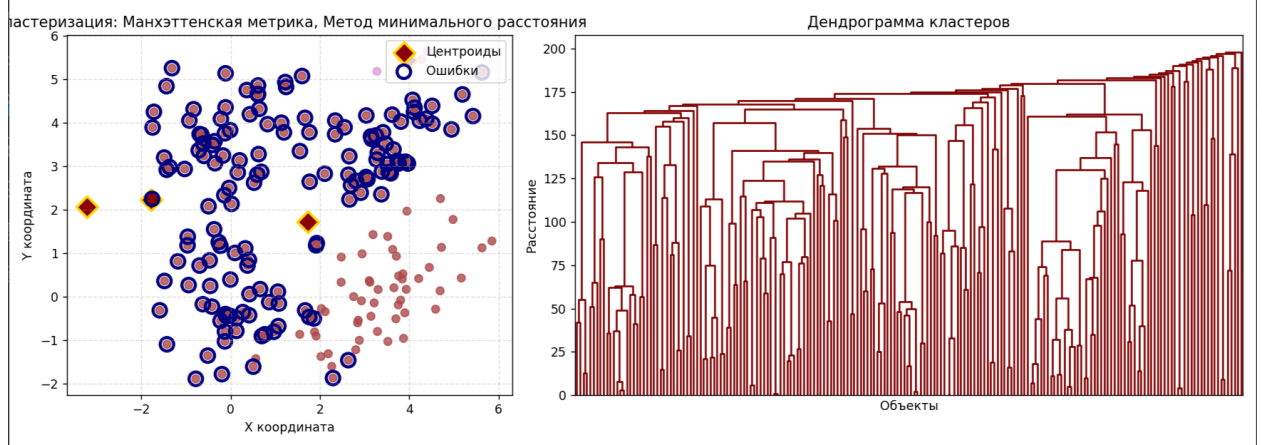 ластеризация: Манхэттенская метрика, Метод минимального расстояния
Центроиды
Ошибки
6
5
4
3
2
1
0
−1
−2
Y координата
−2
0
2
4
6
X координата
Дендрограмма кластеров
200
175
150
125
100
75
50
25
0
Расстояние
Объекты